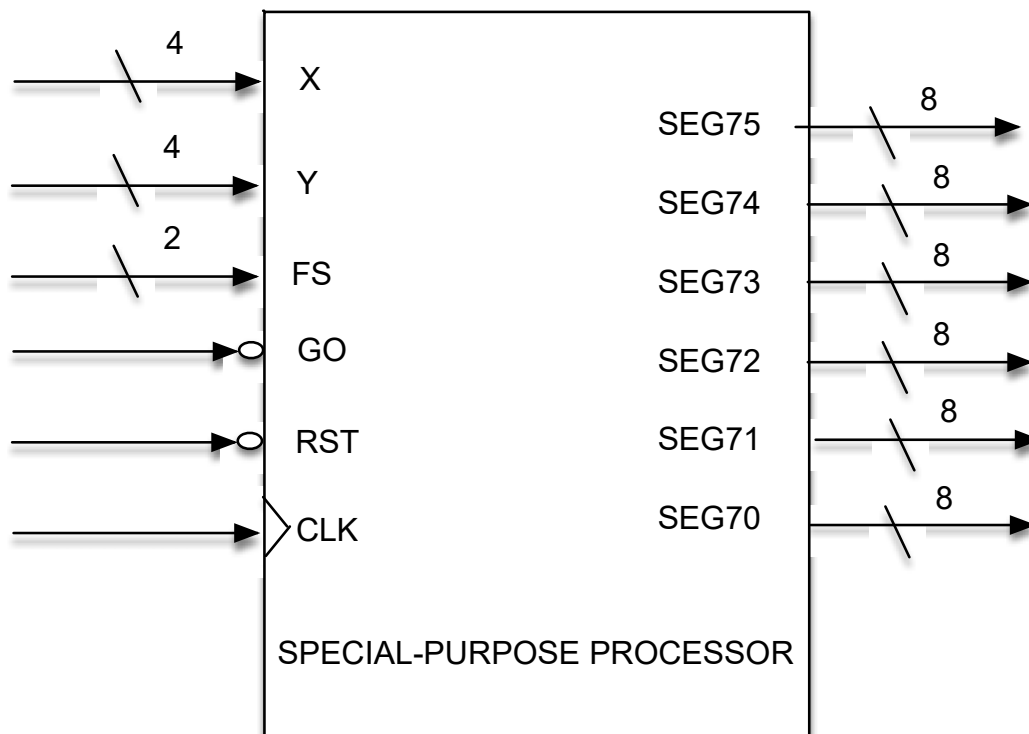 4
X
8
SEG75
4
Y
8
SEG74
2
FS
8
SEG73
GO
8
SEG72
RST
8
SEG71
CLK
8
SEG70
SPECIAL-PURPOSE PROCESSOR